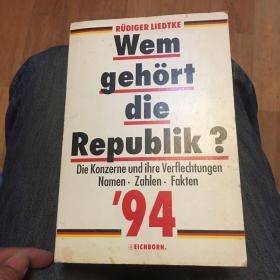 RÜDIGER LIEDTKE
Wem
gehört
die
Republik?
Die Konzerne und ihre Verflechtungen
Namen · Zahlen · Fakten
'94
EICHBORN.